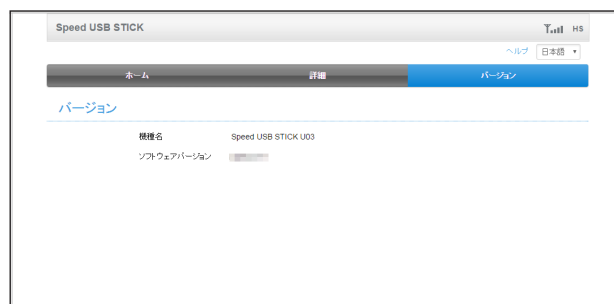 Speed USB STICK
HS
ヘルプ 日本語
ホーム 詳細 バージョン
バージョン
機種名 Speed USB STICK U03
ソフトウェアバージョン